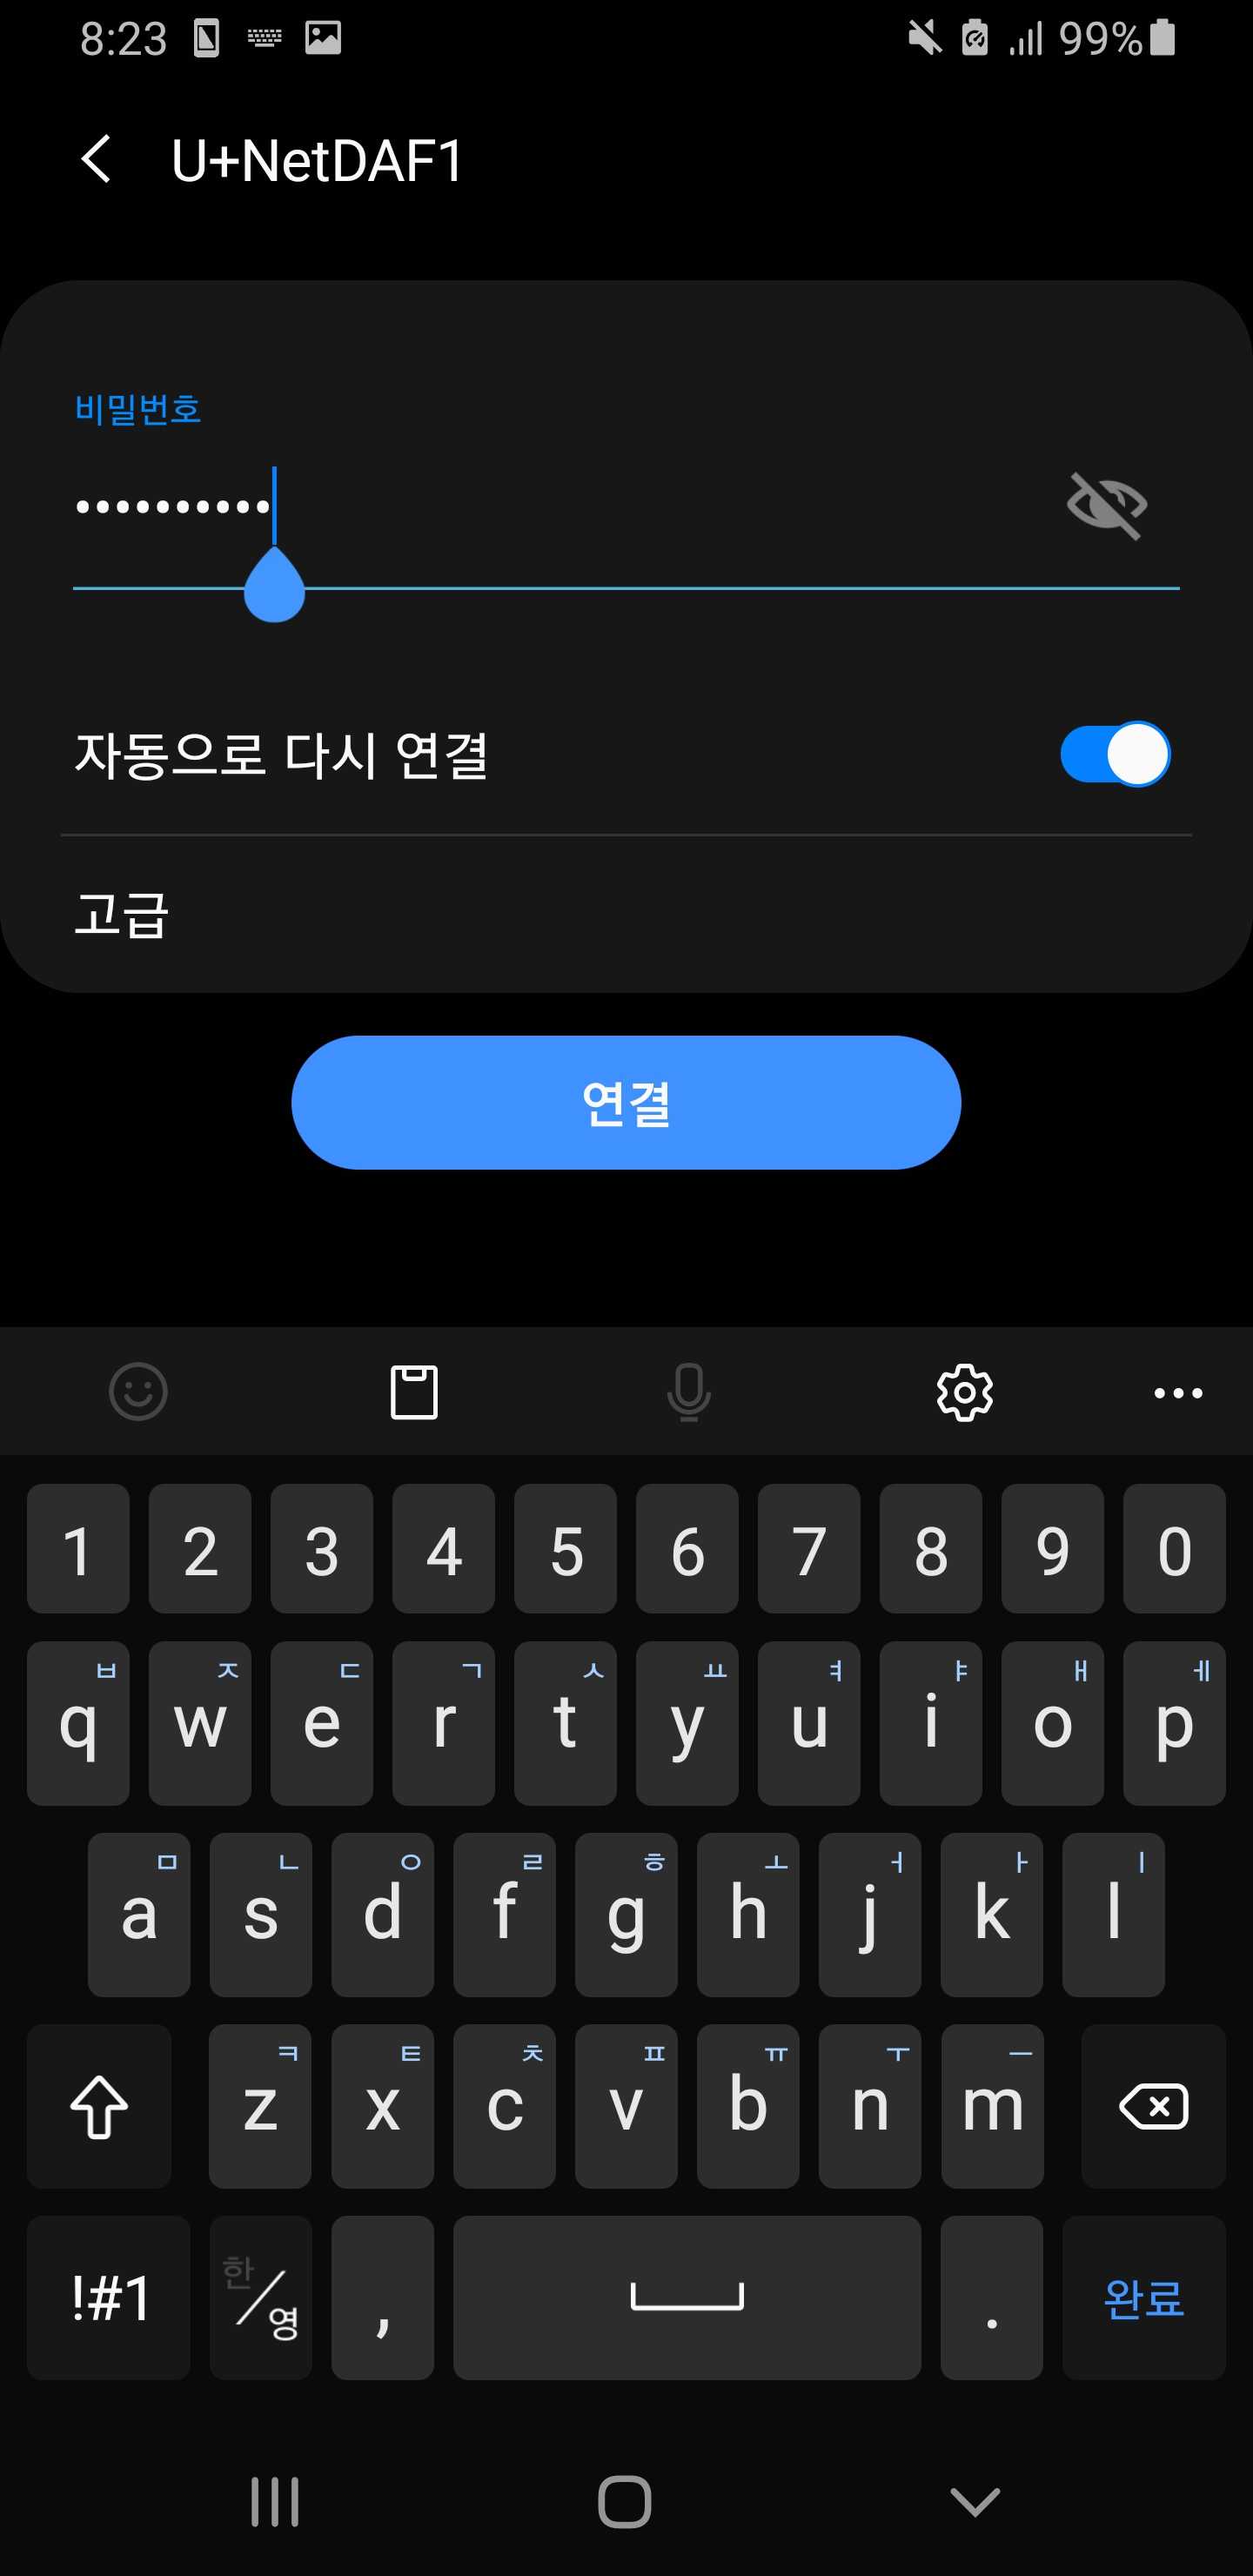 8:23
99%
U+NetDAF1
비밀번호
••••••••••
자동으로 다시 연결
고급
연결
1 2 3 4 5 6 7 8 9 0
ㅂ ㅈ ㄷ ㄱ ㅅ ㅛ ㅕ ㅑ ㅐ ㅔ
q w e r t y u i o p
ㅁ ㄴ ㅇ ㄹ ㅎ ㅗ ㅓ ㅏ ㅣ
a s d f g h j k l
ㅋ ㅌ ㅊ ㅍ ㅠ ㅜ ㅡ
z x c v b n m
!#1 한/영 , . 완료